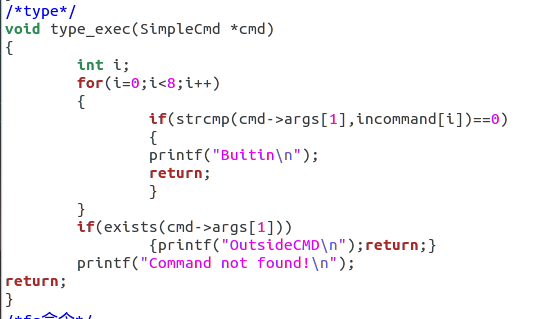 /*type*/
void type_exec(SimpleCmd *cmd)
{
        int i;
        for(i=0;i<8;i++)
        {
                if(strcmp(cmd->args[1],incommand[i])==0)
                {
                printf("Buitin\n");
                return;
                }
        }
        if(exists(cmd->args[1]))
                {printf("OutsideCMD\n");return;}
        printf("Command not found!\n");
return;
}